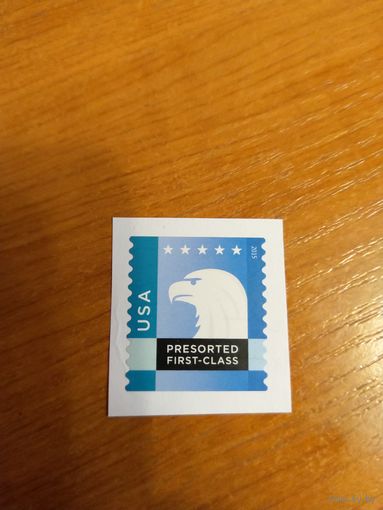 2015
USA
PRESORTED
FIRST-CLASS